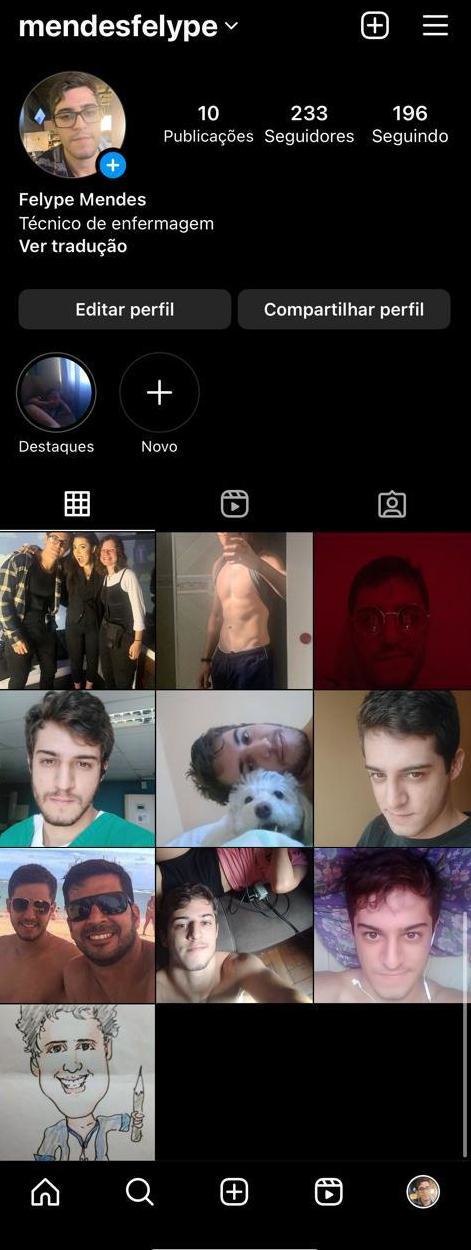 mendesfelype
10 233 196
Publicações Seguidores Seguindo
Felype Mendes
Técnico de enfermagem
Ver tradução
Editar perfil Compartilhar perfil
Destaques Novo